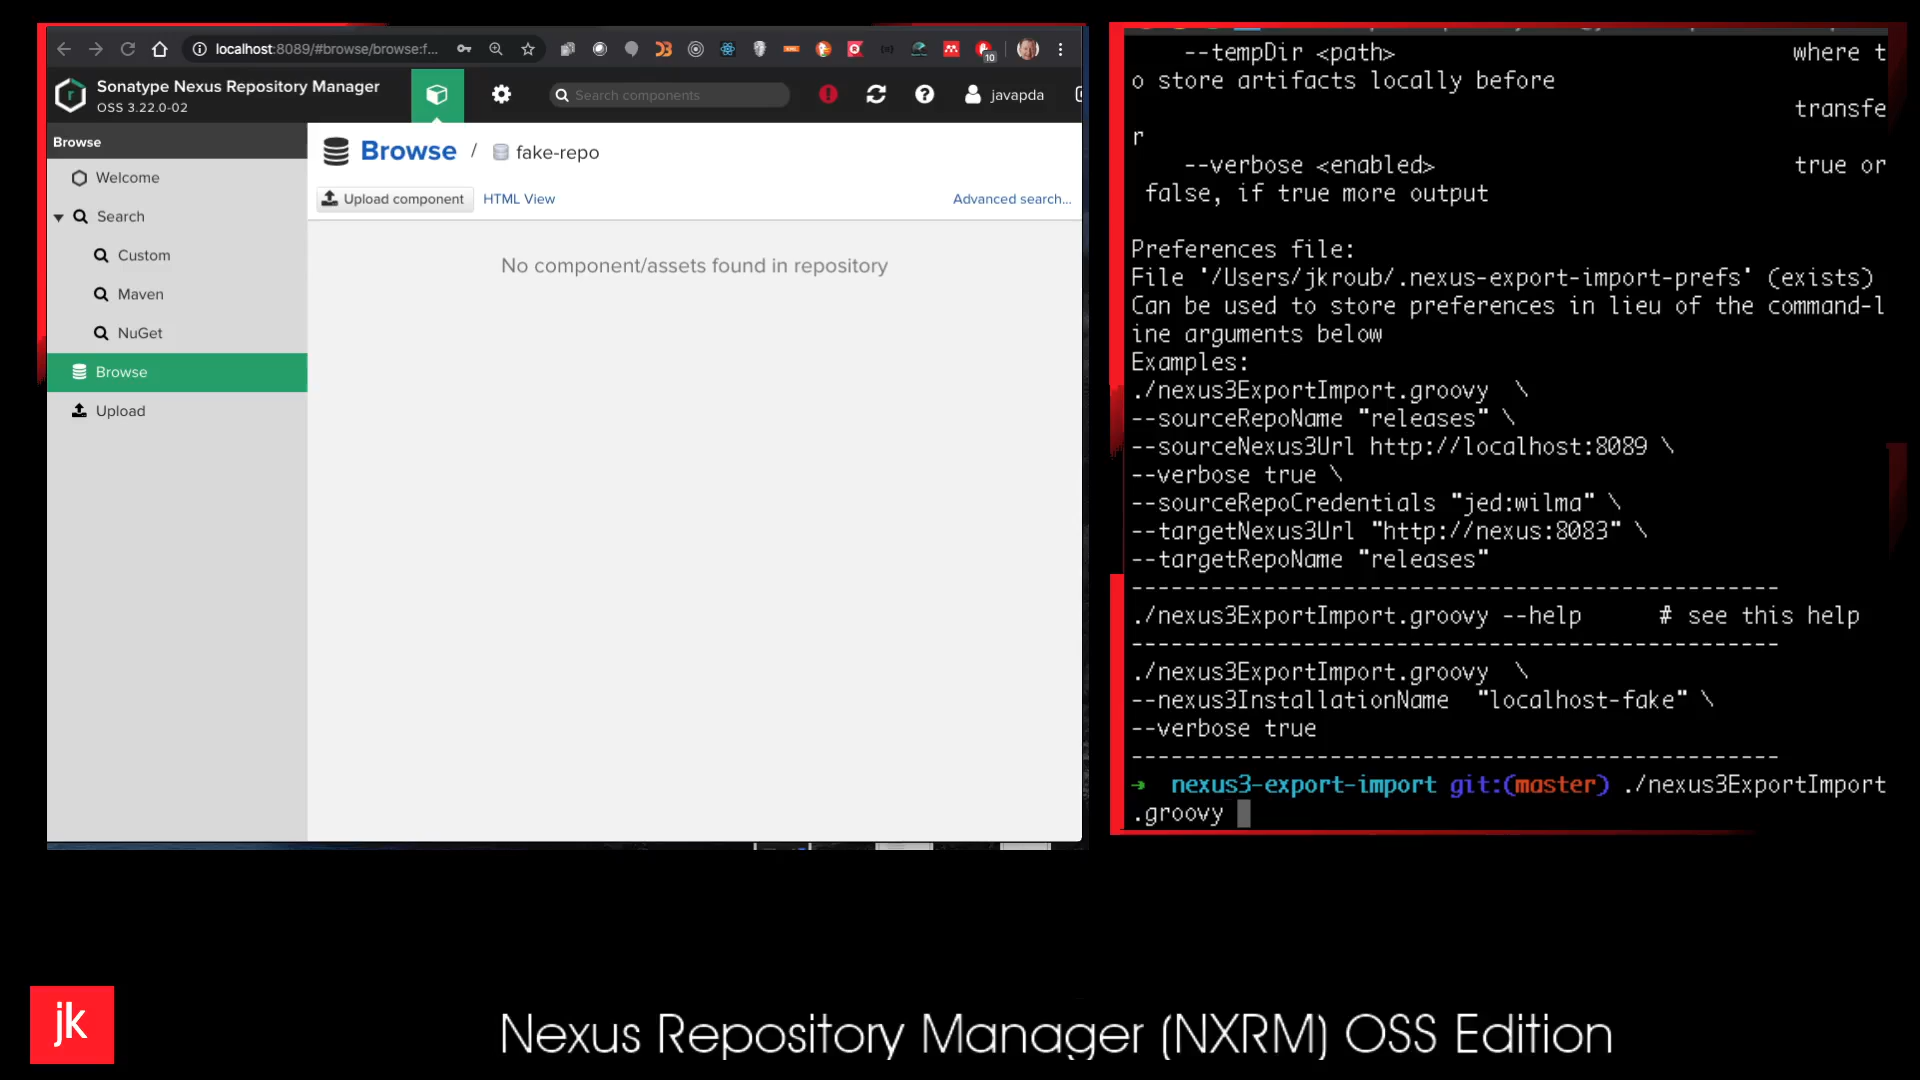 localhost:8089/#browse/browse:f...
10
Sonatype Nexus Repository Manager
OSS 3.22.0-02
Search components
javapda
Browse
Welcome
Search
Custom
Maven
NuGet
Browse
Upload
Browse / fake-repo
Upload component
HTML View
Advanced search...
No component/assets found in repository
--tempDir <path> where t
o store artifacts locally before
transfe
r
--verbose <enabled> true or
false, if true more output
Preferences file:
File '/Users/jkroub/.nexus-export-import-prefs' (exists)
Can be used to store preferences in lieu of the command-l
ine arguments below
Examples:
./nexus3ExportImport.groovy \
--sourceRepoName "releases" \
--sourceNexus3Url http://localhost:8089 \
--verbose true \
--sourceRepoCredentials "jed:wilma" \
--targetNexus3Url "http://nexus:8083" \
--targetRepoName "releases"
-------------------------------------------------
./nexus3ExportImport.groovy --help # see this help
-------------------------------------------------
./nexus3ExportImport.groovy \
--nexus3InstallationName "localhost-fake" \
--verbose true
-------------------------------------------------
➔ nexus3-export-import git:(master) ./nexus3ExportImport
.groovy
jk
Nexus Repository Manager (NXRM) OSS Edition